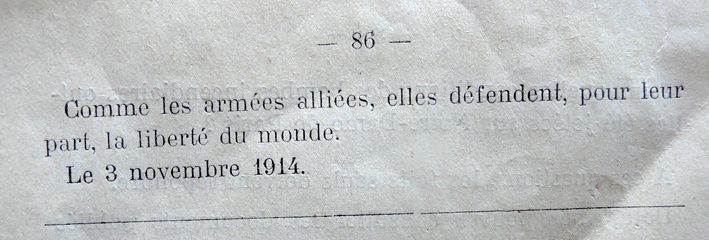 — 86 —
Comme les armées alliées, elles défendent, pour leur
part, la liberté du monde.
Le 3 novembre 1914.